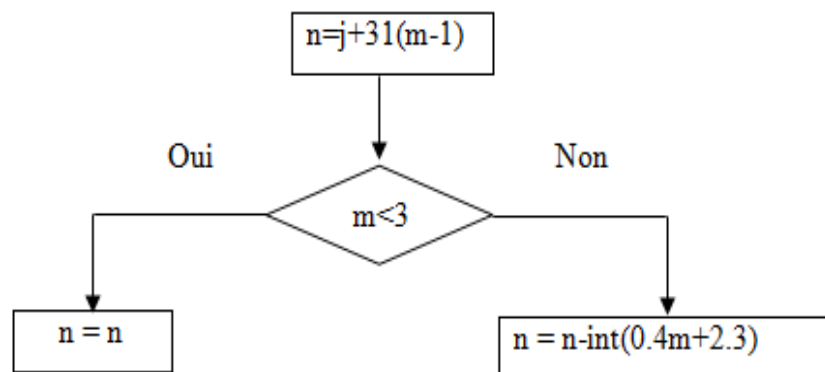 n=j+31(m-1)
Oui
Non
m<3
n = n
n = n-int(0.4m+2.3)